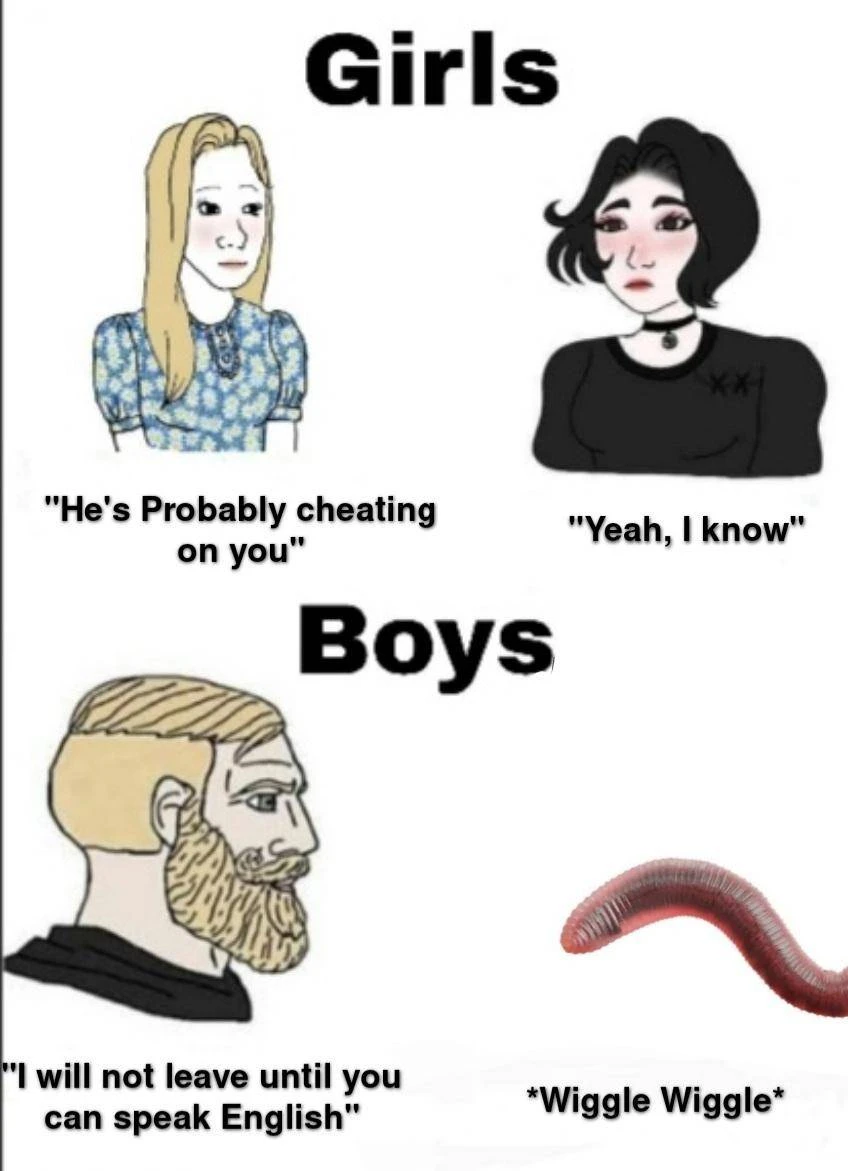 Girls
"He's Probably cheating
on you"
"Yeah, I know"
Boys
"I will not leave until you
can speak English"
*Wiggle Wiggle*